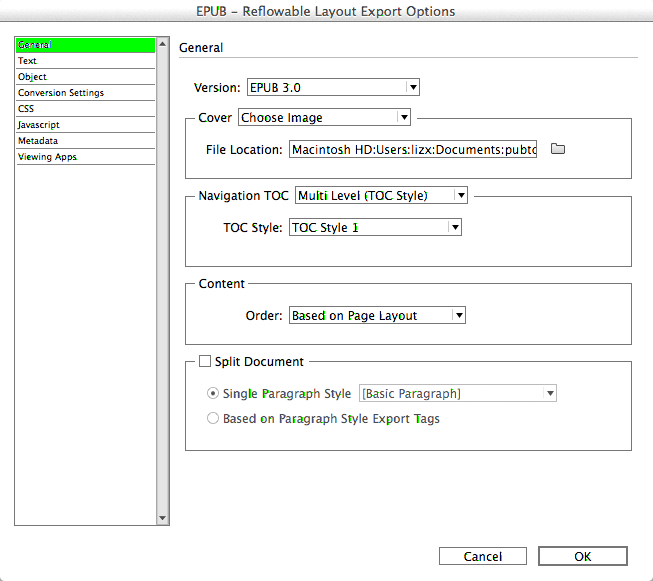 EPUB – Reflowable Layout Export Options
General
Text
Object
Conversion Settings
CSS
Javascript
Metadata
Viewing Apps
General
Version: EPUB 3.0
Cover Choose Image
File Location: Macintosh HD:Users:lizx:Documents:pubto
Navigation TOC Multi Level (TOC Style)
TOC Style: TOC Style 1
Content
Order: Based on Page Layout
Split Document
Single Paragraph Style [Basic Paragraph]
Based on Paragraph Style Export Tags
Cancel OK